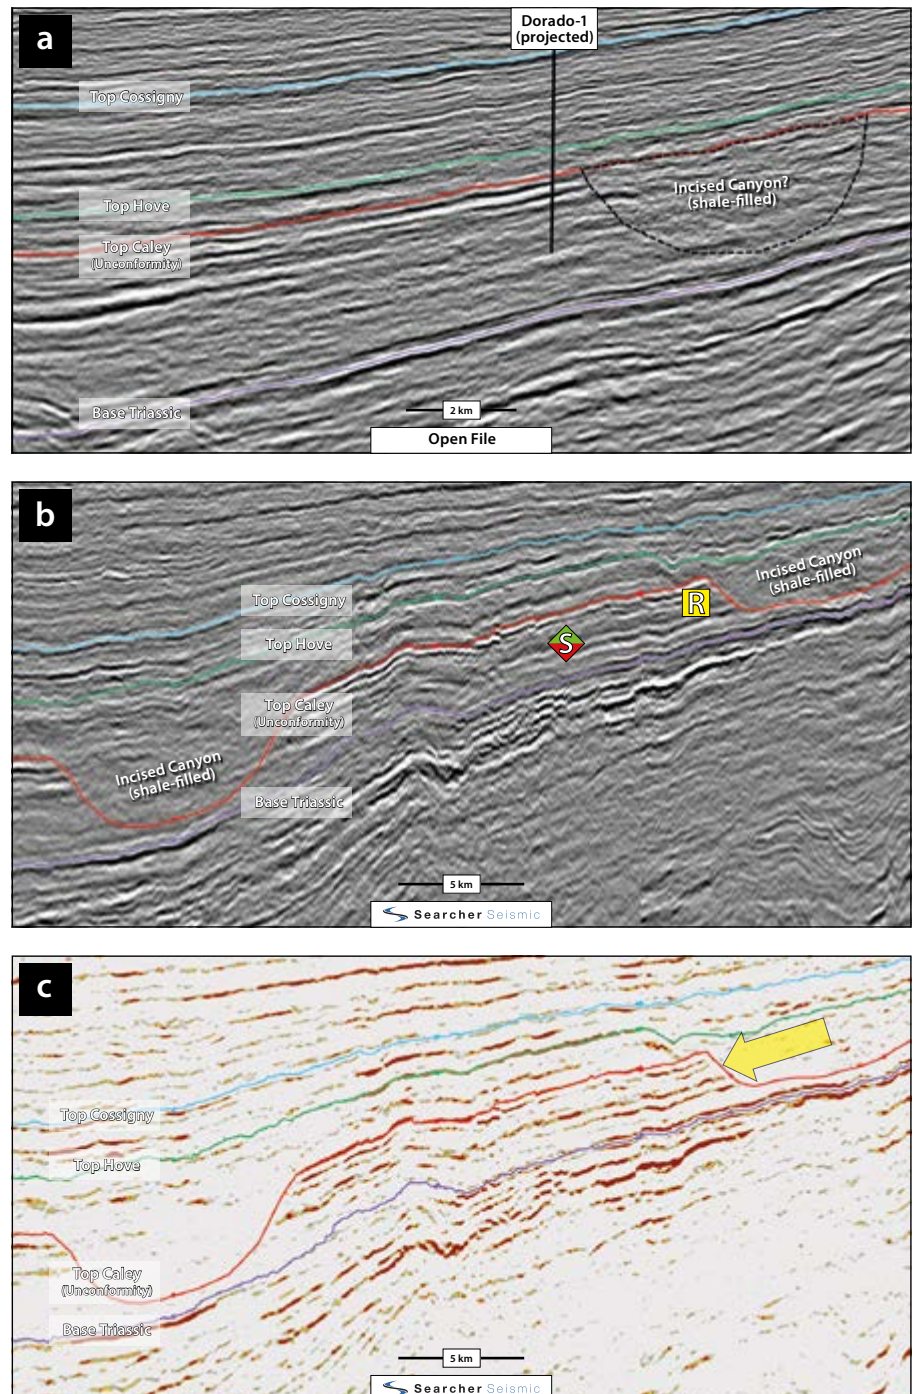 a
Dorado-1
(projected)
Top Cossigny
Incised Canyon?
(shale-filled)
Top Hove
Top Caley
(Unconformity)
Base Triassic
2 km
Open File
b
Incised Canyon
(shale-filled)
Top Cossigny
R
S
Top Hove
Top Caley
(Unconformity)
Incised Canyon
(shale-filled)
Base Triassic
5 km
Searcher Seismic
c
Top Cossigny
Top Hove
Top Caley
(Unconformity)
Base Triassic
5 km
Searcher Seismic